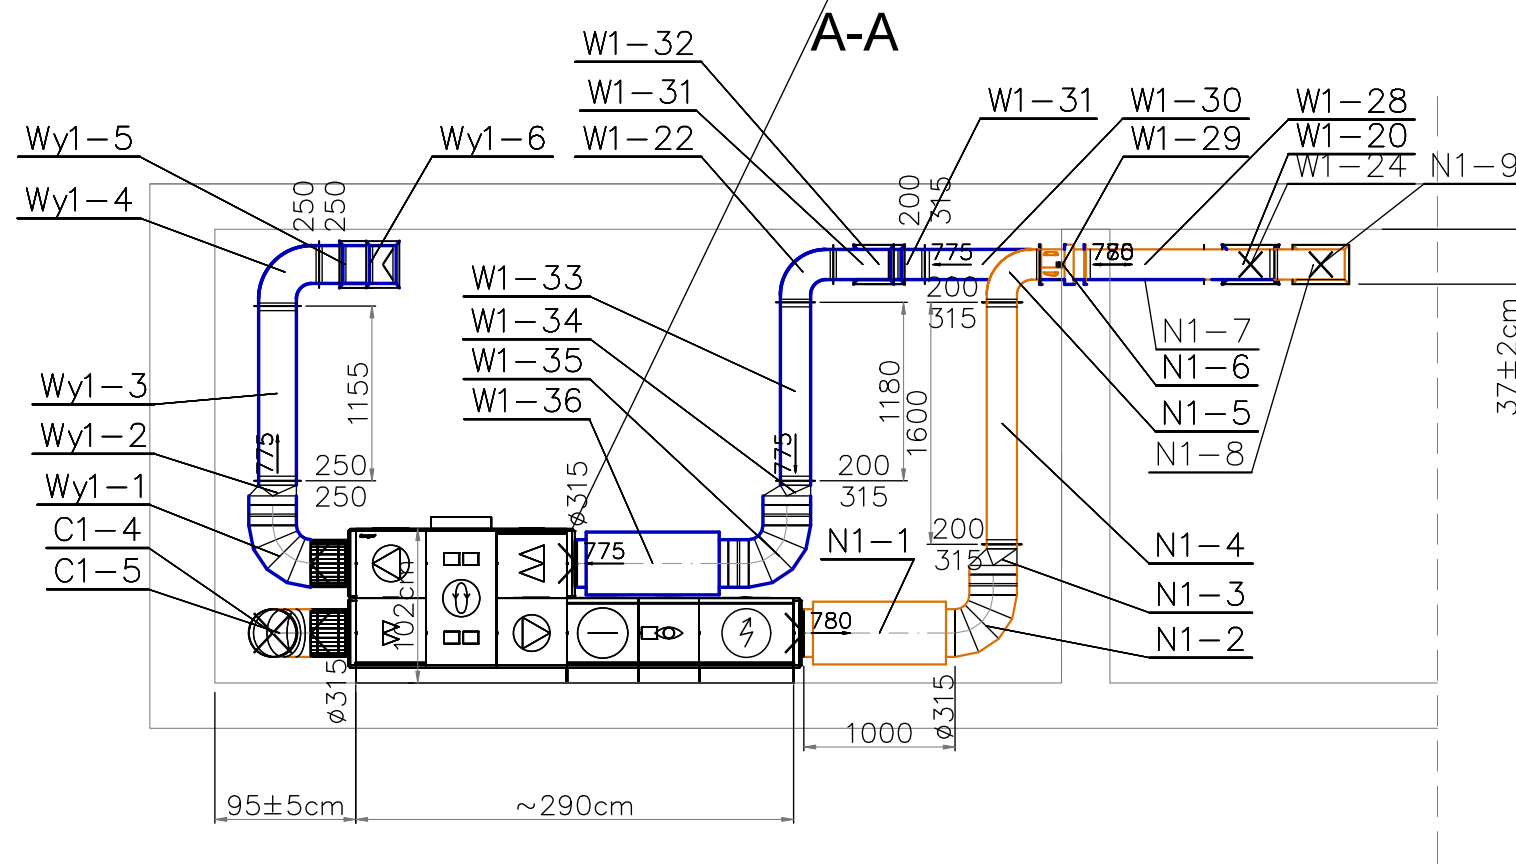 A-A
W1-32
W1-31
W1-31
W1-30
W1-28
Wy1-5
Wy1-6
W1-22
W1-29
W1-20
W1-24
N1-9
Wy1-4
250
250
200
315
775
780
W1-33
200
315
W1-34
N1-7
W1-35
N1-6
37±2cm
Wy1-3
1155
1180
W1-36
1600
N1-5
Wy1-2
775
775
250
250
200
315
N1-8
Wy1-1
ø315
C1-4
200
315
775
N1-1
N1-4
C1-5
102cm
N1-3
780
N1-2
ø315
ø315
1000
95±5cm
~290cm